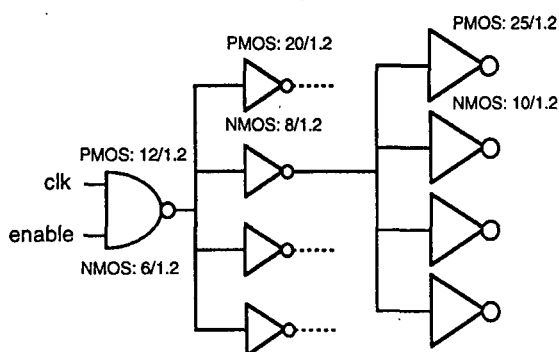 PMOS: 25/1.2
PMOS: 20/1.2
NMOS: 8/1.2
NMOS: 10/1.2
PMOS: 12/1.2
clk
enable
NMOS: 6/1.2